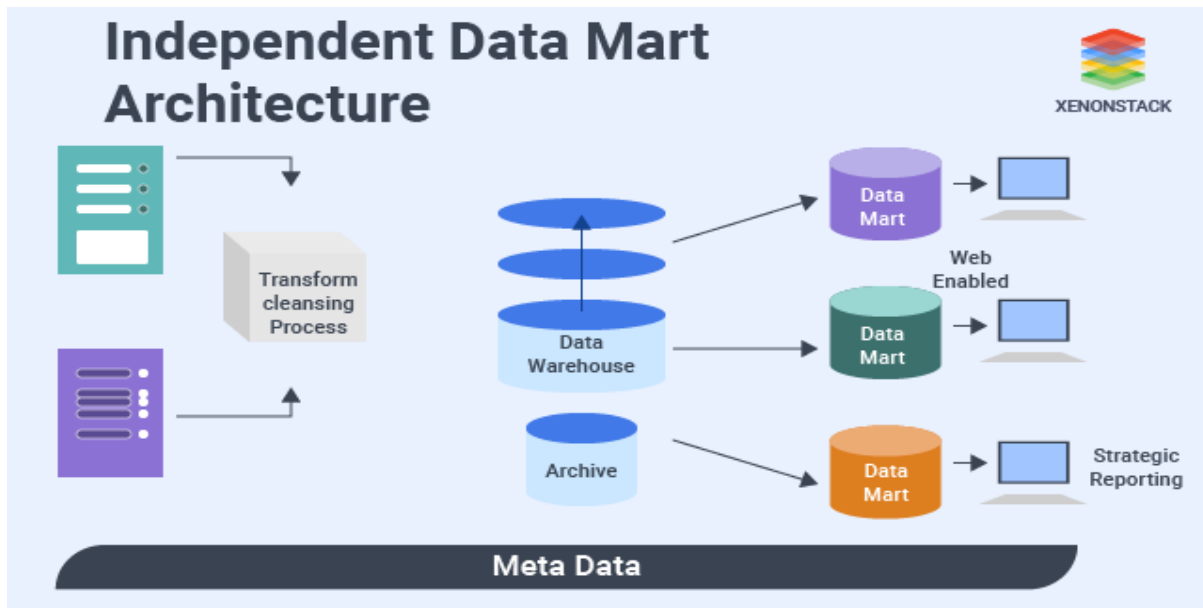 Independent Data Mart
Architecture
XENONSTACK
Transform
cleansing
Process
Data
Warehouse
Archive
Data
Mart
Web
Enabled
Data
Mart
Data
Mart
Strategic
Reporting
Meta Data